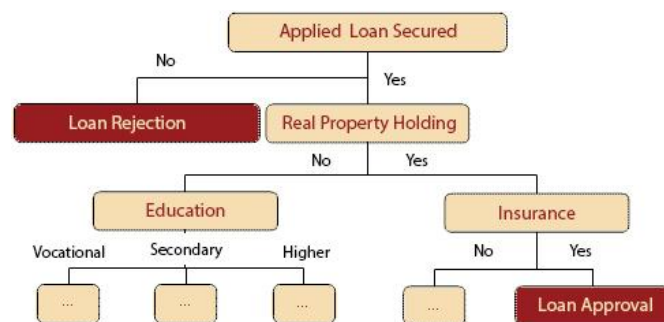 Applied Loan Secured
No
Yes
Loan Rejection
Real Property Holding
No
Yes
Education
Insurance
Vocational
Secondary
Higher
No
Yes
...
...
...
...
Loan Approval